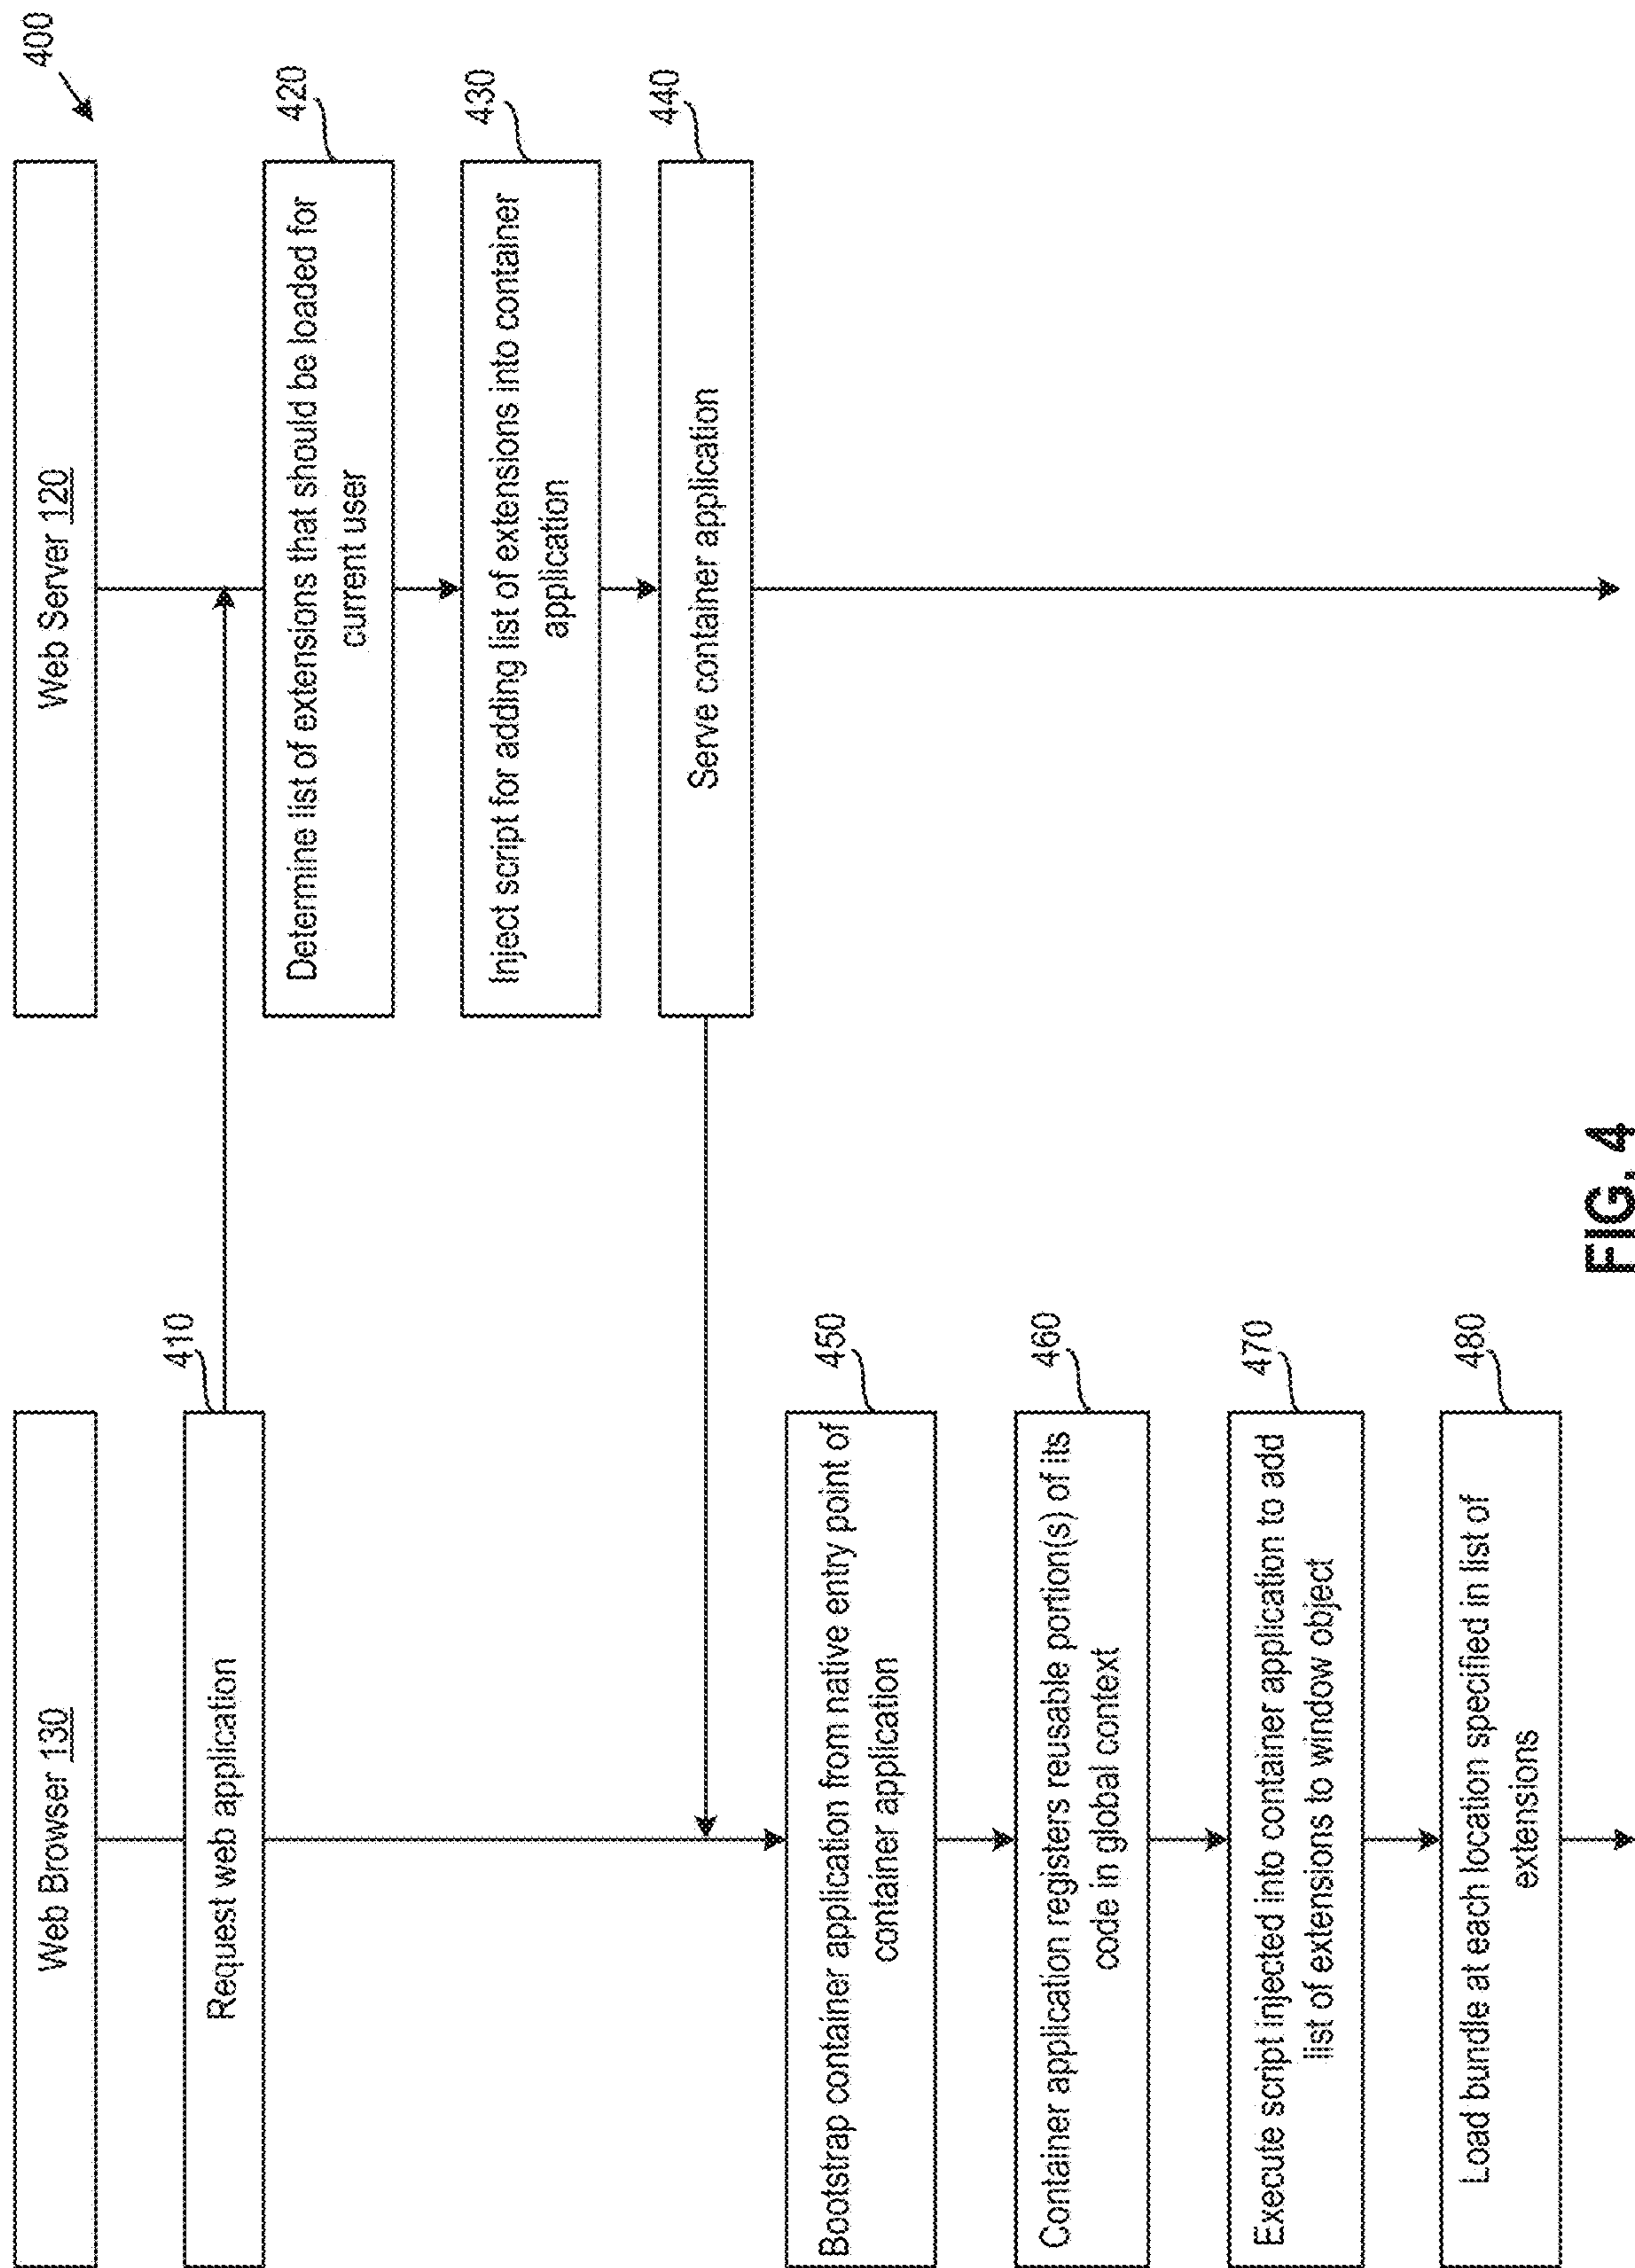 400
Web Browser 130
Web Server 120
410
Request web application
420
Determine list of extensions that should be loaded for
current user
430
Inject script for adding list of extensions into container
application
440
Serve container application
450
Bootstrap container application from native entry point of
container application
460
Container application registers reusable portion(s) of its
code in global context
470
Execute script injected into container application to add
list of extensions to window object
480
Load bundle at each location specified in list of
extensions
FIG. 4